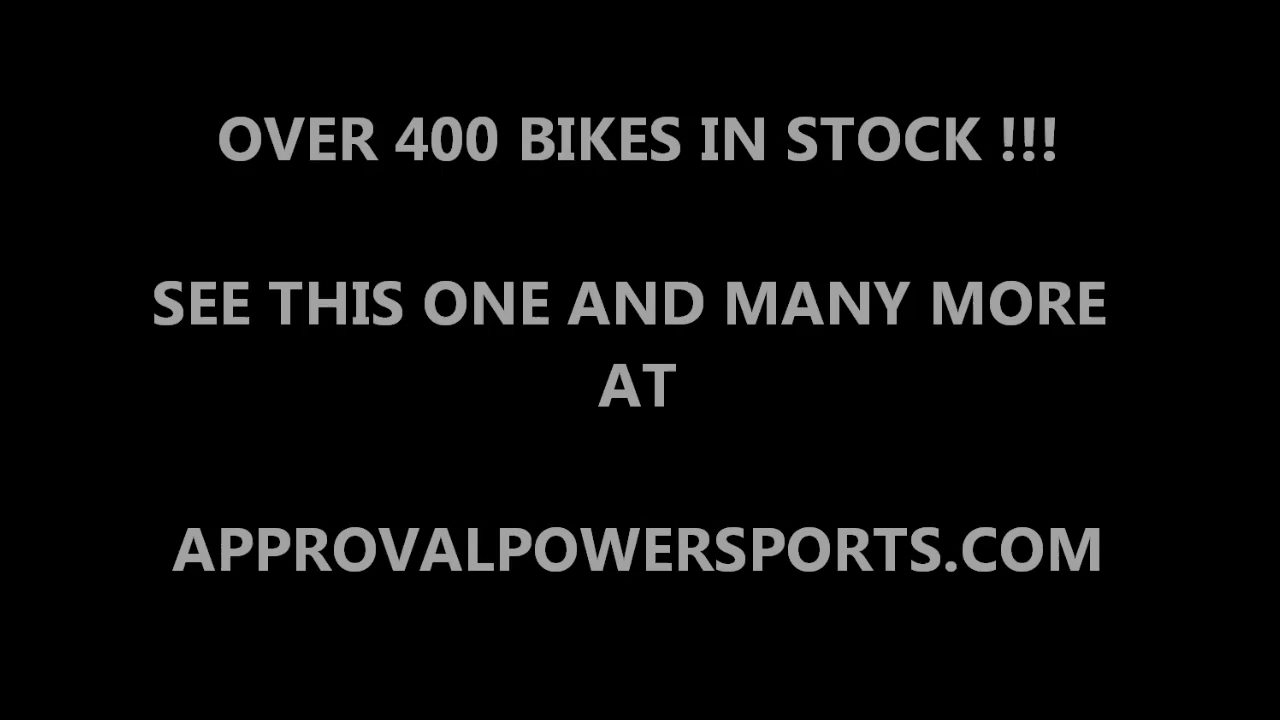 OVER 400 BIKES IN STOCK !!!
SEE THIS ONE AND MANY MORE
AT
APPROVALPOWERSPORTS.COM